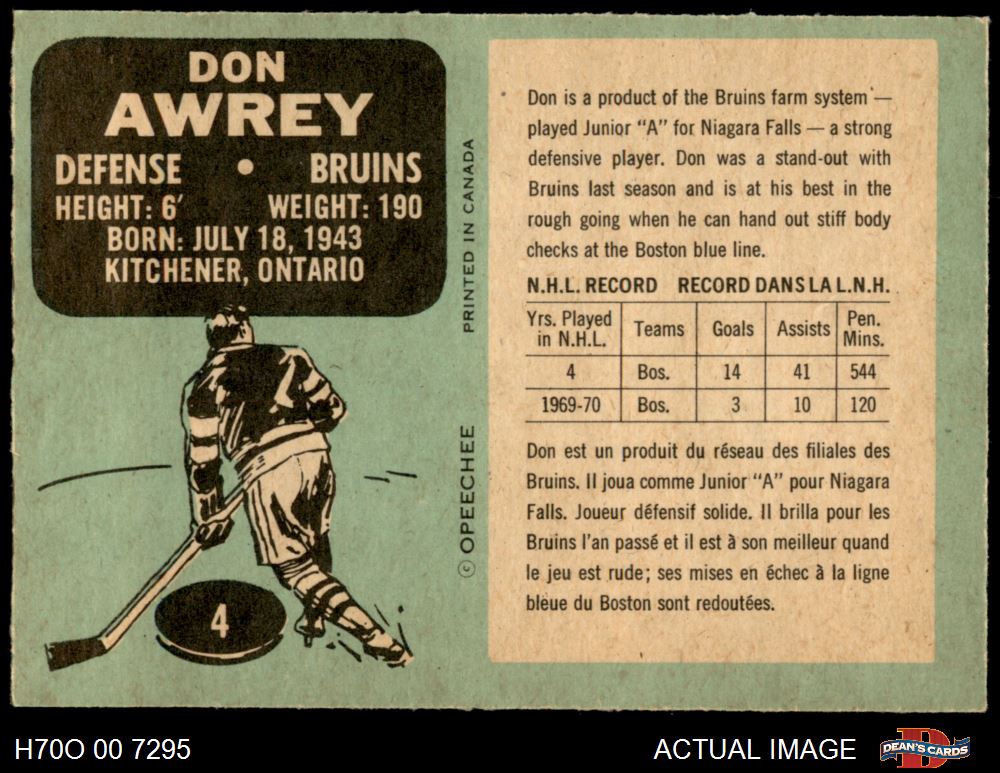 DON
AWREY
DEFENSE • BRUINS
HEIGHT: 6′ WEIGHT: 190
BORN: JULY 18, 1943
KITCHENER, ONTARIO
4
PRINTED IN CANADA
© OPEECHEE
Don is a product of the Bruins farm system —
played Junior "A" for Niagara Falls — a strong
defensive player. Don was a stand-out with
Bruins last season and is at his best in the
rough going when he can hand out stiff body
checks at the Boston blue line.
N.H.L. RECORD RECORD DANS LA L.N.H.
Yrs. Played in N.H.L. Teams Goals Assists Pen. Mins.
4 Bos. 14 41 544
1969-70 Bos. 3 10 120
Don est un produit du réseau des filiales des
Bruins. Il joua comme Junior "A" pour Niagara
Falls. Joueur défensif solide. Il brilla pour les
Bruins l'an passé et il est à son meilleur quand
le jeu est rude; ses mises en échec à la ligne
bleue du Boston sont redoutées.
H70O 00 7295
ACTUAL IMAGE
D
DEAN'S CARDS